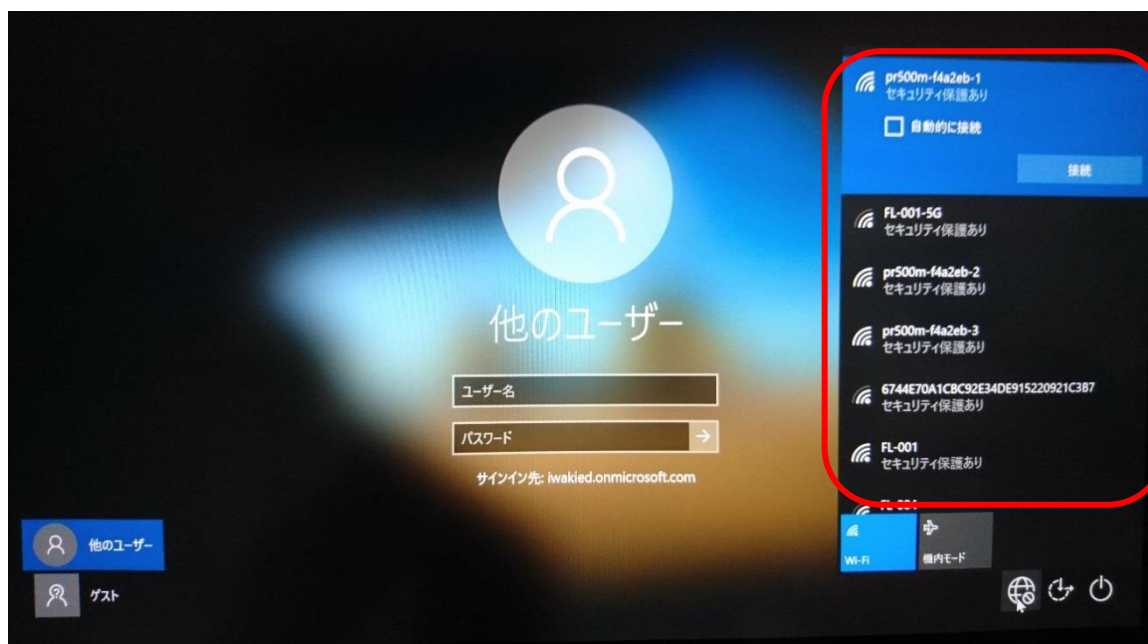 pr500m-f4a2eb-1
セキュリティ保護あり
自動的に接続
接続
FL-001-5G
セキュリティ保護あり
pr500m-f4a2eb-2
セキュリティ保護あり
pr500m-f4a2eb-3
セキュリティ保護あり
6744E70A1CBC92E34DE915220921C3B7
セキュリティ保護あり
FL-001
セキュリティ保護あり
Wi-Fi
機内モード
他のユーザー
ユーザー名
パスワード
サインイン先: iwakied.onmicrosoft.com
他のユーザー
ゲスト